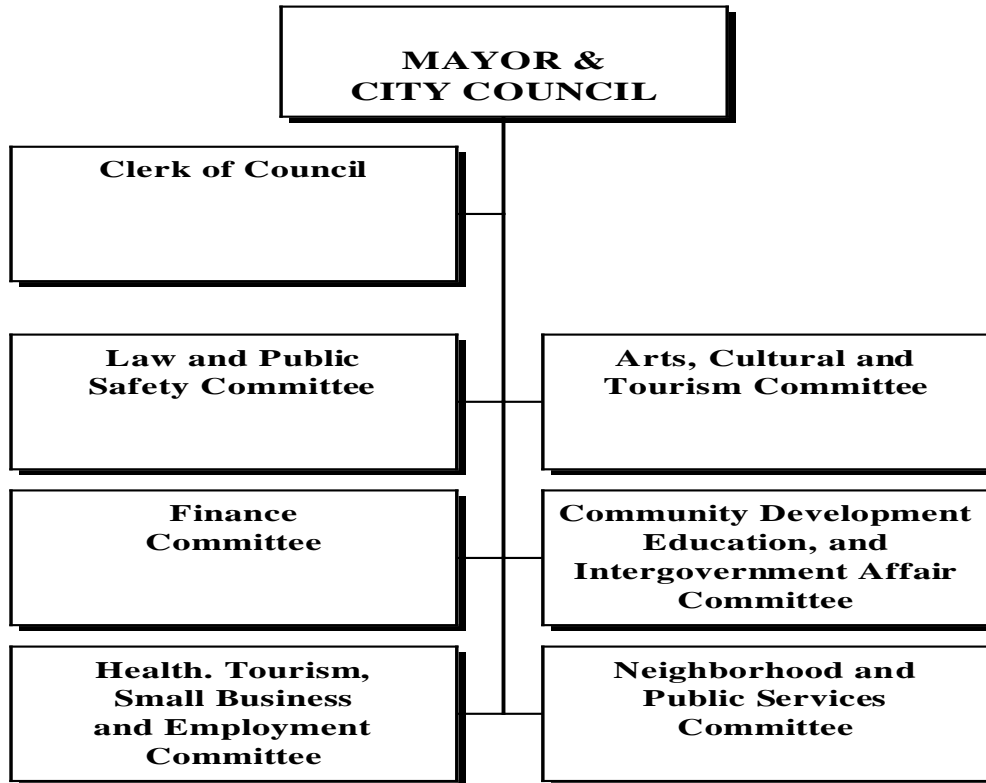 MAYOR &
CITY COUNCIL
Clerk of Council
Law and Public
Safety Committee
Arts, Cultural and
Tourism Committee
Finance
Committee
Community Development
Education, and
Intergovernment Affair
Committee
Health. Tourism,
Small Business
and Employment
Committee
Neighborhood and
Public Services
Committee